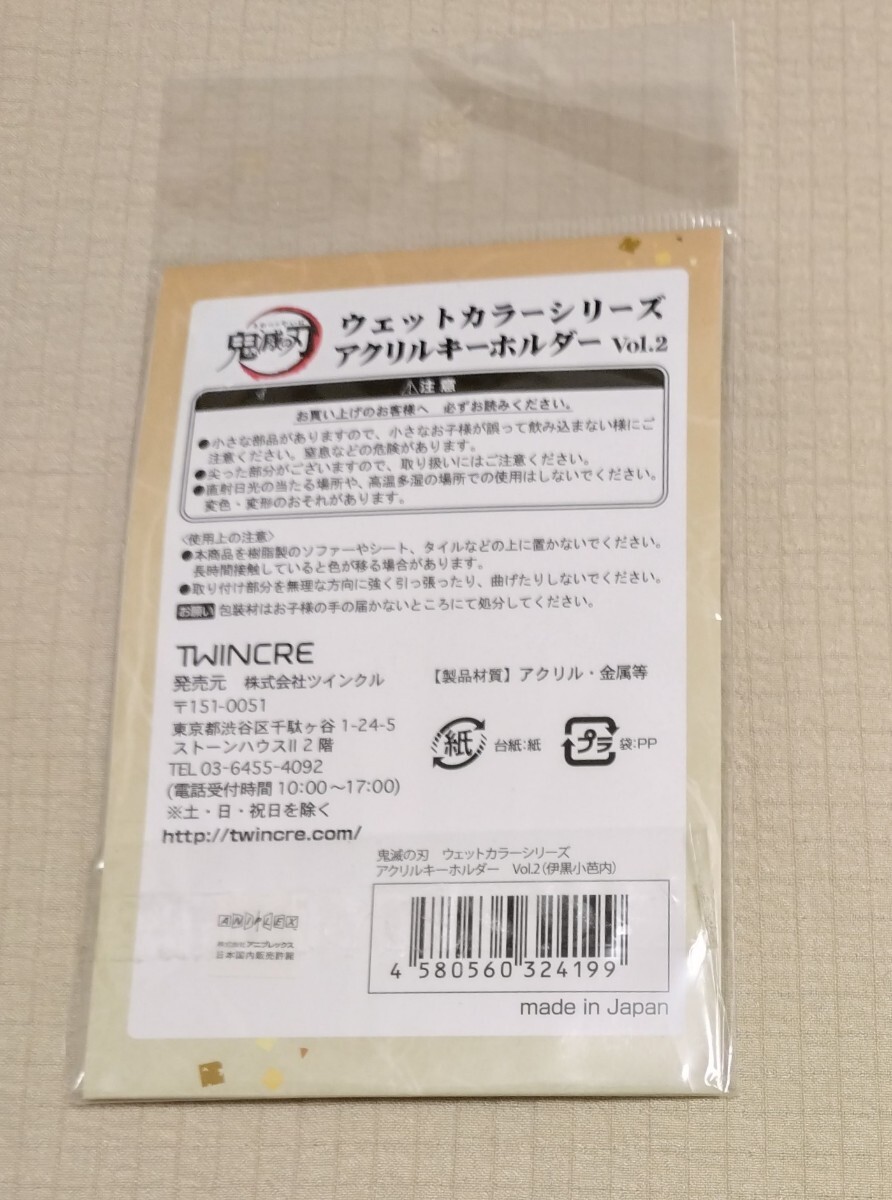 鬼滅の刃
ウェットカラーシリーズ
アクリルキーホルダー Vol.2
⚠注意
お買い上げのお客様へ 必ずお読みください。
●小さな部品がありますので、小さなお子様が誤って飲み込まない様にご
注意ください。窒息などの危険があります。
●尖った部分がございますので、取り扱いにはご注意ください。
●直射日光の当たる場所や、高温多湿の場所での使用はしないでください。
変色・変形のおそれがあります。
〈使用上の注意〉
●本商品を樹脂製のソファーやシート、タイルなどの上に置かないでください。
長時間接触していると色が移る場合があります。
●取り付け部分を無理な方向に強く引っ張ったり、曲げたりしないでください。
お願い 包装材はお子様の手の届かないところにて処分してください。
TWINCRE
発売元 株式会社ツインクル
〒151-0051
東京都渋谷区千駄ヶ谷 1-24-5
ストーンハウスII 2 階
TEL 03-6455-4092
(電話受付時間 10:00〜17:00)
※土・日・祝日を除く
http://twincre.com/
【製品材質】アクリル・金属等
紙 台紙:紙
プラ 袋:PP
鬼滅の刃 ウェットカラーシリーズ
アクリルキーホルダー Vol.2(伊黒小芭内)
4 580560 324199
made in Japan
ANIPLEX
株式会社アニプレックス
日本国内販売許諾